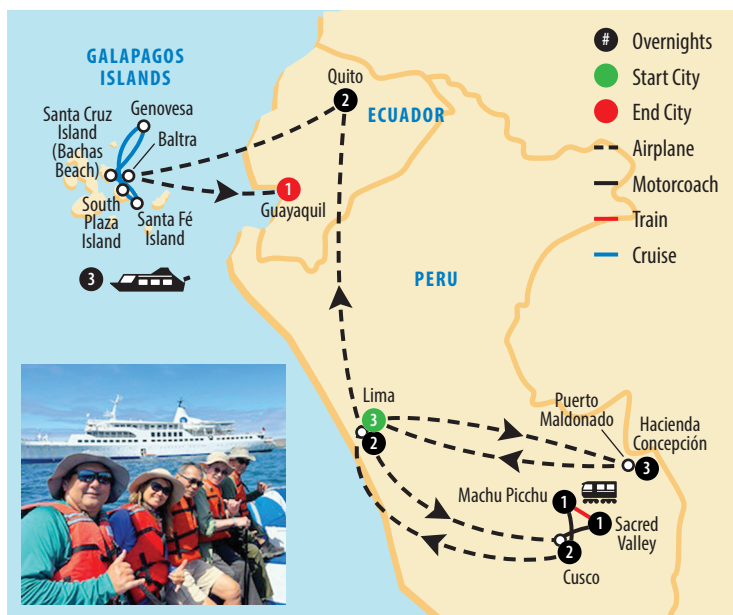 GALAPAGOS
ISLANDS
Genovesa
Santa Cruz
Island
(Bachas
Beach)
Baltra
South
Plaza
Island
Santa Fé
Island
3
Quito
2
ECUADOR
1
Guayaquil
# Overnights
Start City
End City
Airplane
Motorcoach
Train
Cruise
PERU
Lima
3
2
Puerto
Maldonado
Hacienda
Concepción
3
Machu Picchu
1
1
Sacred
Valley
2
Cusco